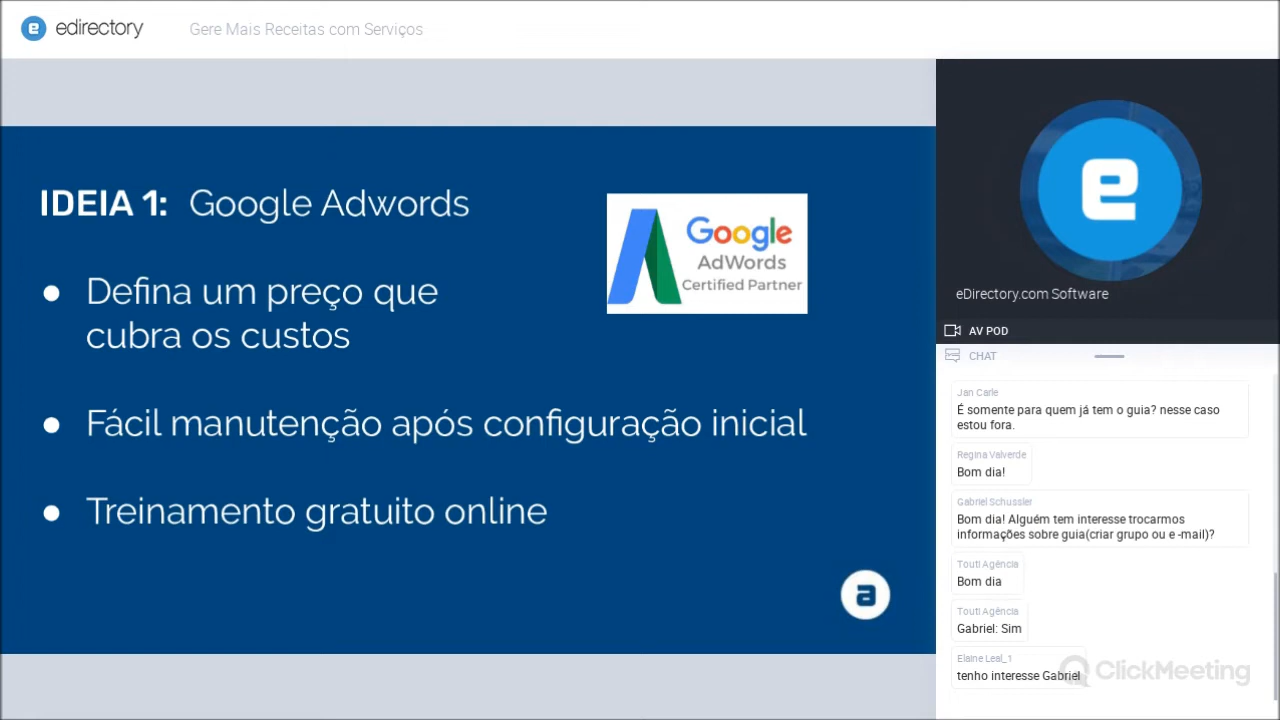 edirectory
Gere Mais Receitas com Serviços
IDEIA 1: Google Adwords
Google
AdWords
Certified Partner
● Defina um preço que
cubra os custos
● Fácil manutenção após configuração inicial
● Treinamento gratuito online
a
e
eDirectory.com Software
AV POD
CHAT
Jan Carle
É somente para quem já tem o guia? nesse caso
estou fora.
Regina Valverde
Bom dia!
Gabriel Schussler
Bom dia! Alguém tem interesse trocarmos
informações sobre guia(criar grupo ou e -mail)?
Touti Agência
Bom dia
Touti Agência
Gabriel: Sim
Elaine Leal_1
tenho interesse Gabriel
ClickMeeting